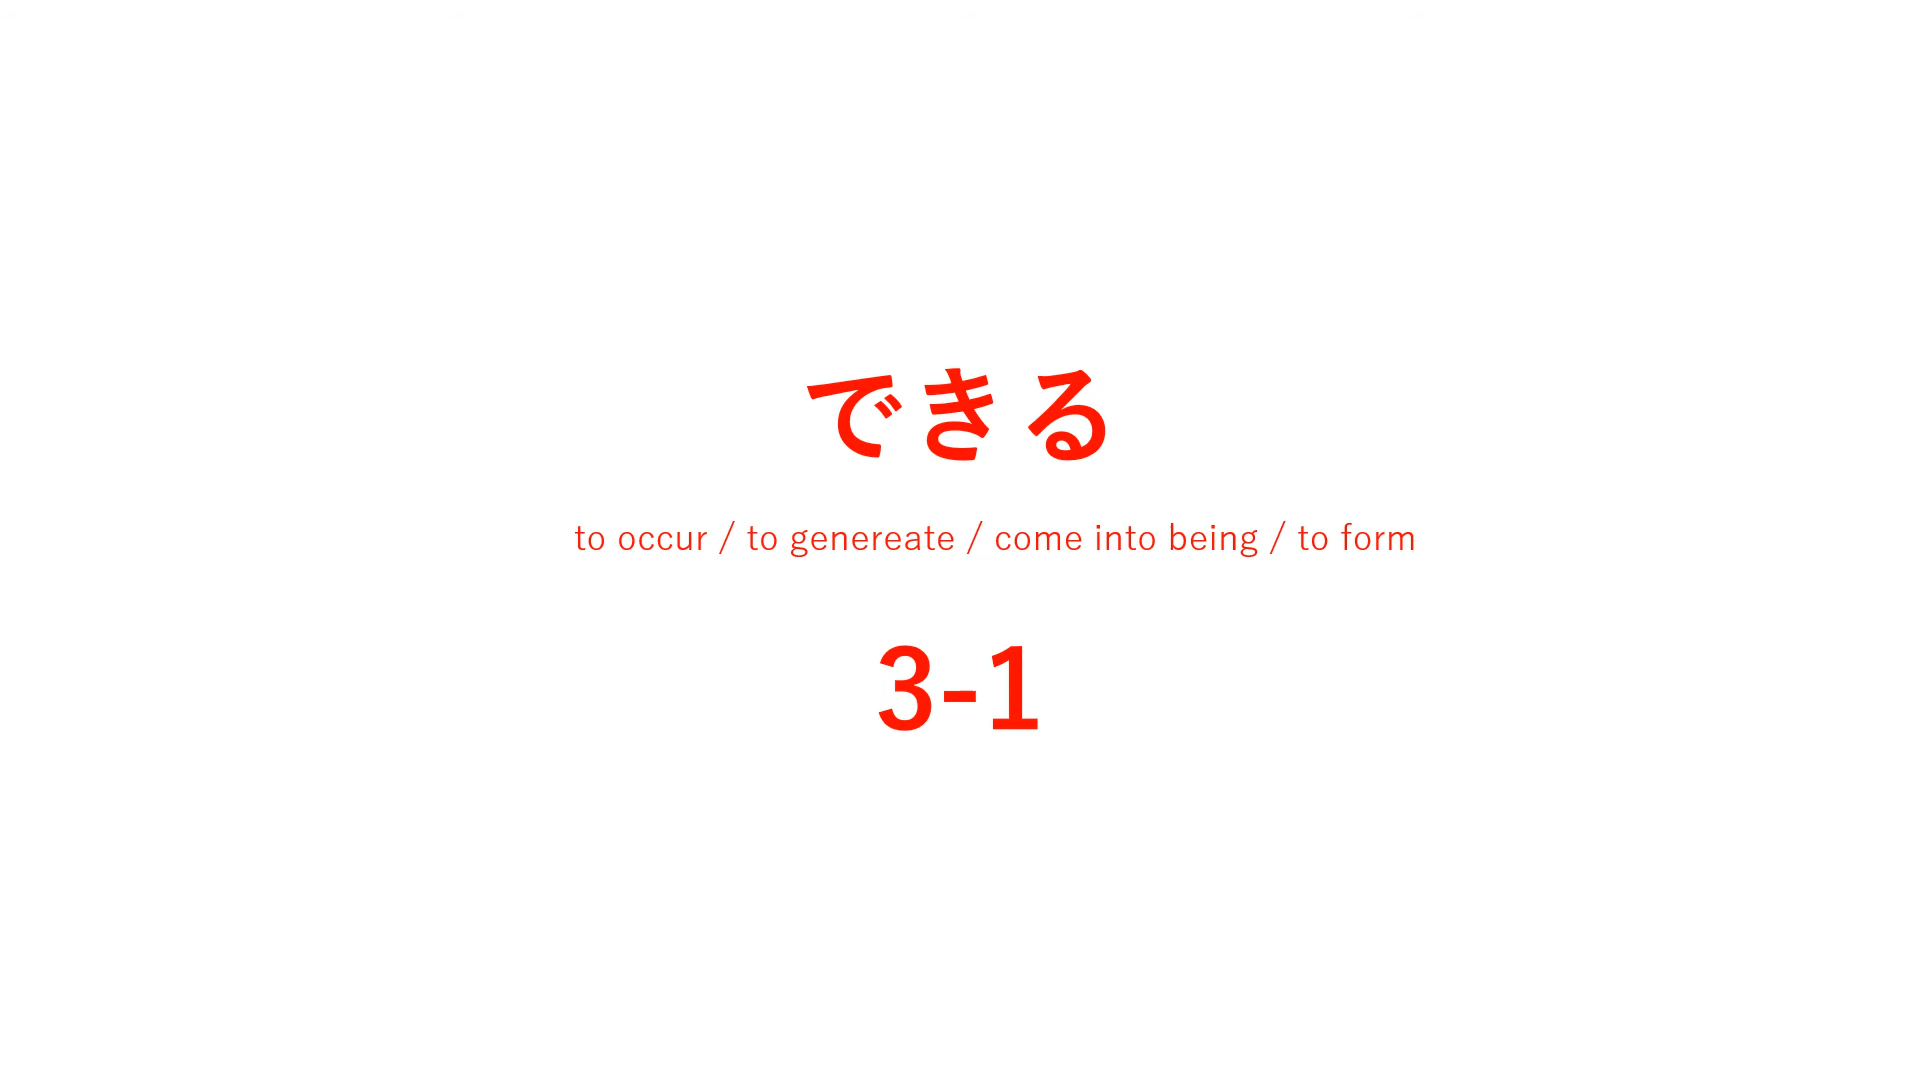 できる
to occur / to genereate / come into being / to form
3-1